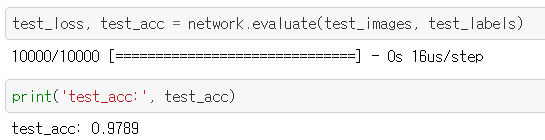 test_loss, test_acc = network.evaluate(test_images, test_labels)
10000/10000 [==============================] - 0s 16us/step
print('test_acc:', test_acc)
test_acc: 0.9789